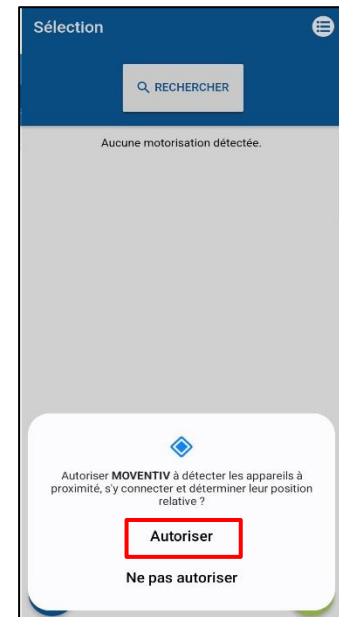 Sélection
RECHERCHER
Aucune motorisation détectée.
Autoriser MOVENTIV à détecter les appareils à
proximité, s'y connecter et déterminer leur position
relative ?
Autoriser
Ne pas autoriser